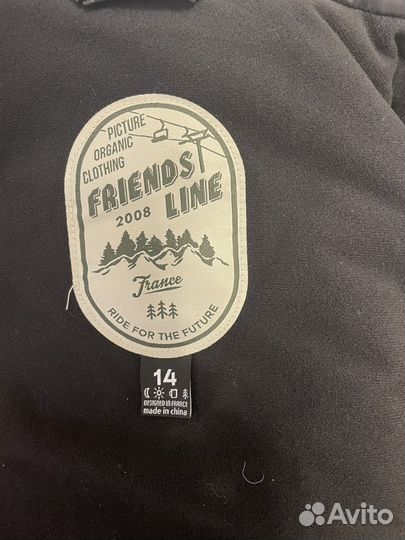 PICTURE
ORGANIC
CLOTHING
FRIENDS
2008 LINE
France
RIDE FOR THE FUTURE
14
DESIGNED IN FRANCE
made in china
Avito